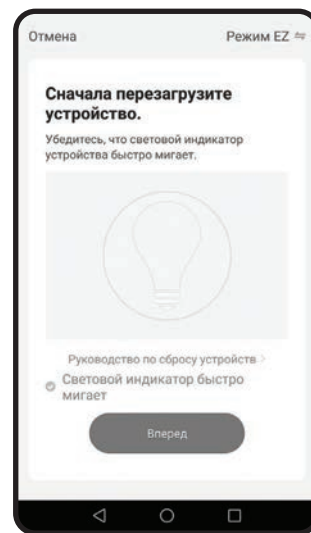 Отмена
Режим EZ
Сначала перезагрузите
устройство.
Убедитесь, что световой индикатор
устройства быстро мигает.
Руководство по сбросу устройств >
Световой индикатор быстро
мигает
Вперед